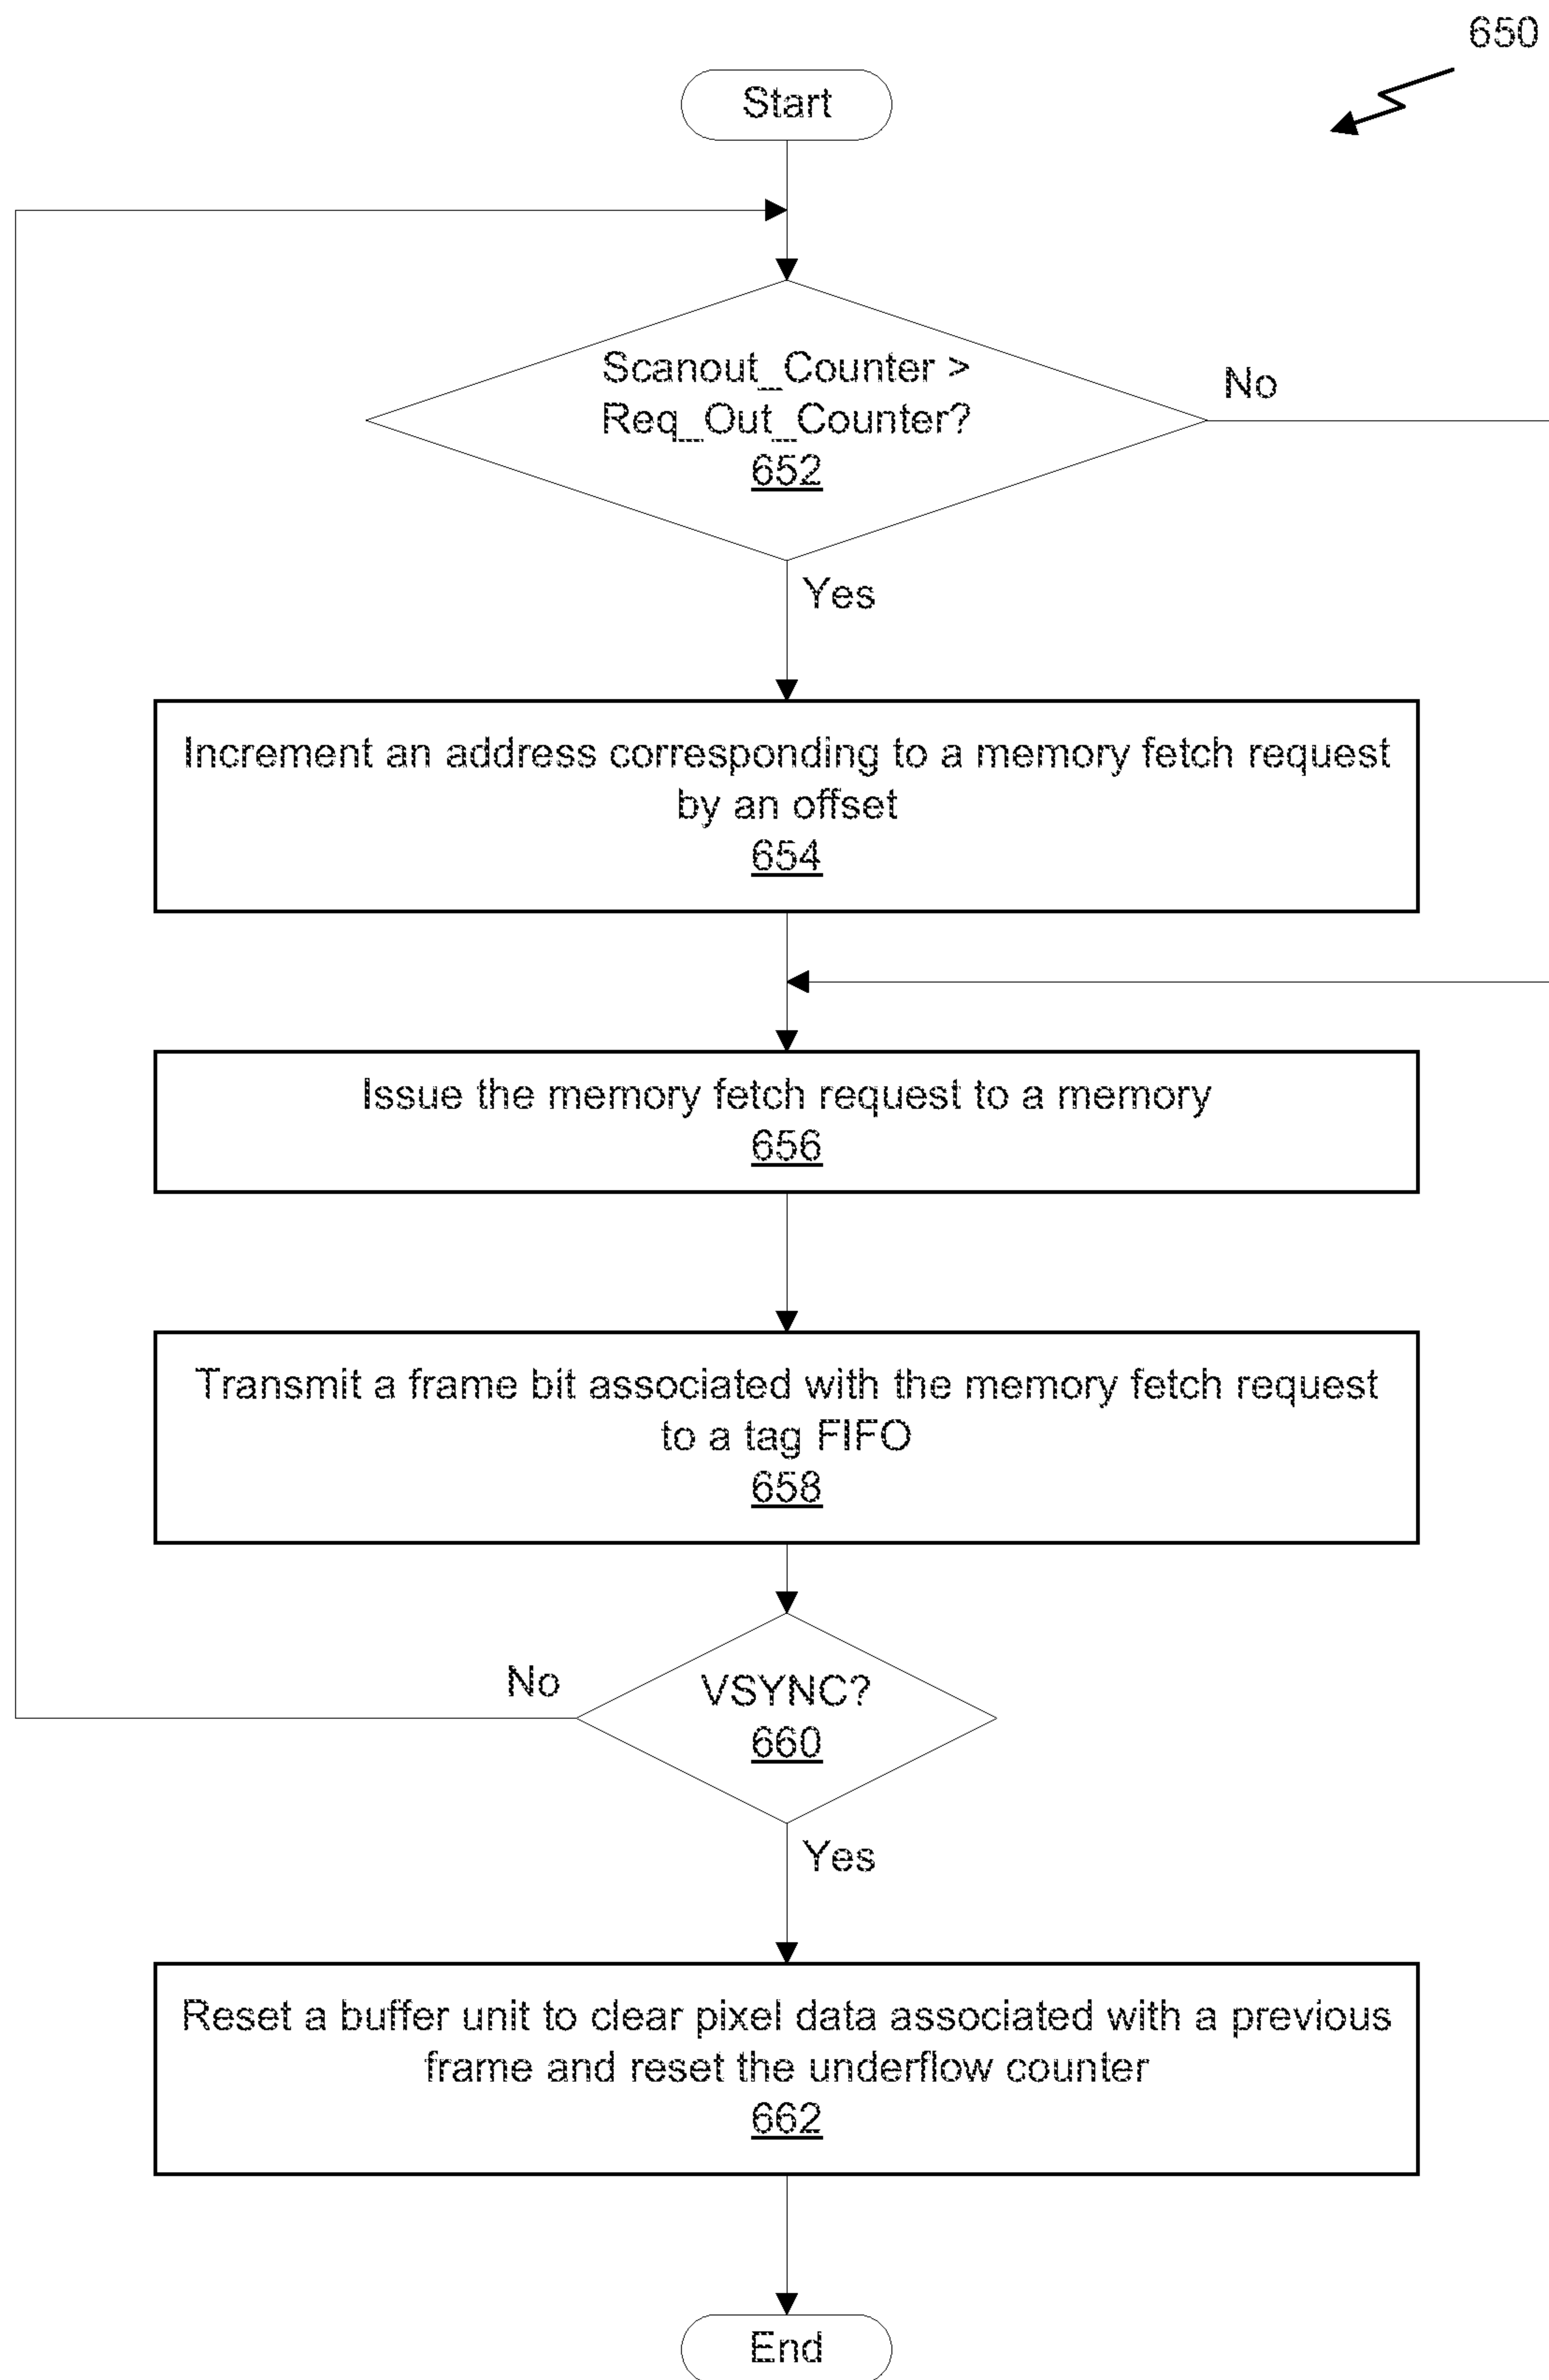 650
Start
Scanout_Counter >
Req_Out_Counter?
652
No
Yes
Increment an address corresponding to a memory fetch request
by an offset
654
Issue the memory fetch request to a memory
656
Transmit a frame bit associated with the memory fetch request
to a tag FIFO
658
No
VSYNC?
660
Yes
Reset a buffer unit to clear pixel data associated with a previous
frame and reset the underflow counter
662
End